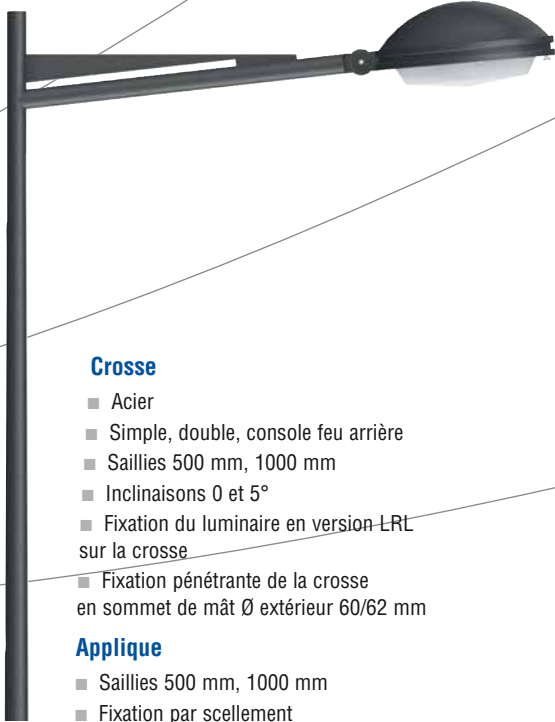 Crosse
■ Acier
■ Simple, double, console feu arrière
■ Saillies 500 mm, 1000 mm
■ Inclinaisons 0 et 5°
■ Fixation du luminaire en version LRL
sur la crosse
■ Fixation pénétrante de la crosse
en sommet de mât Ø extérieur 60/62 mm
Applique
■ Saillies 500 mm, 1000 mm
■ Fixation par scellement